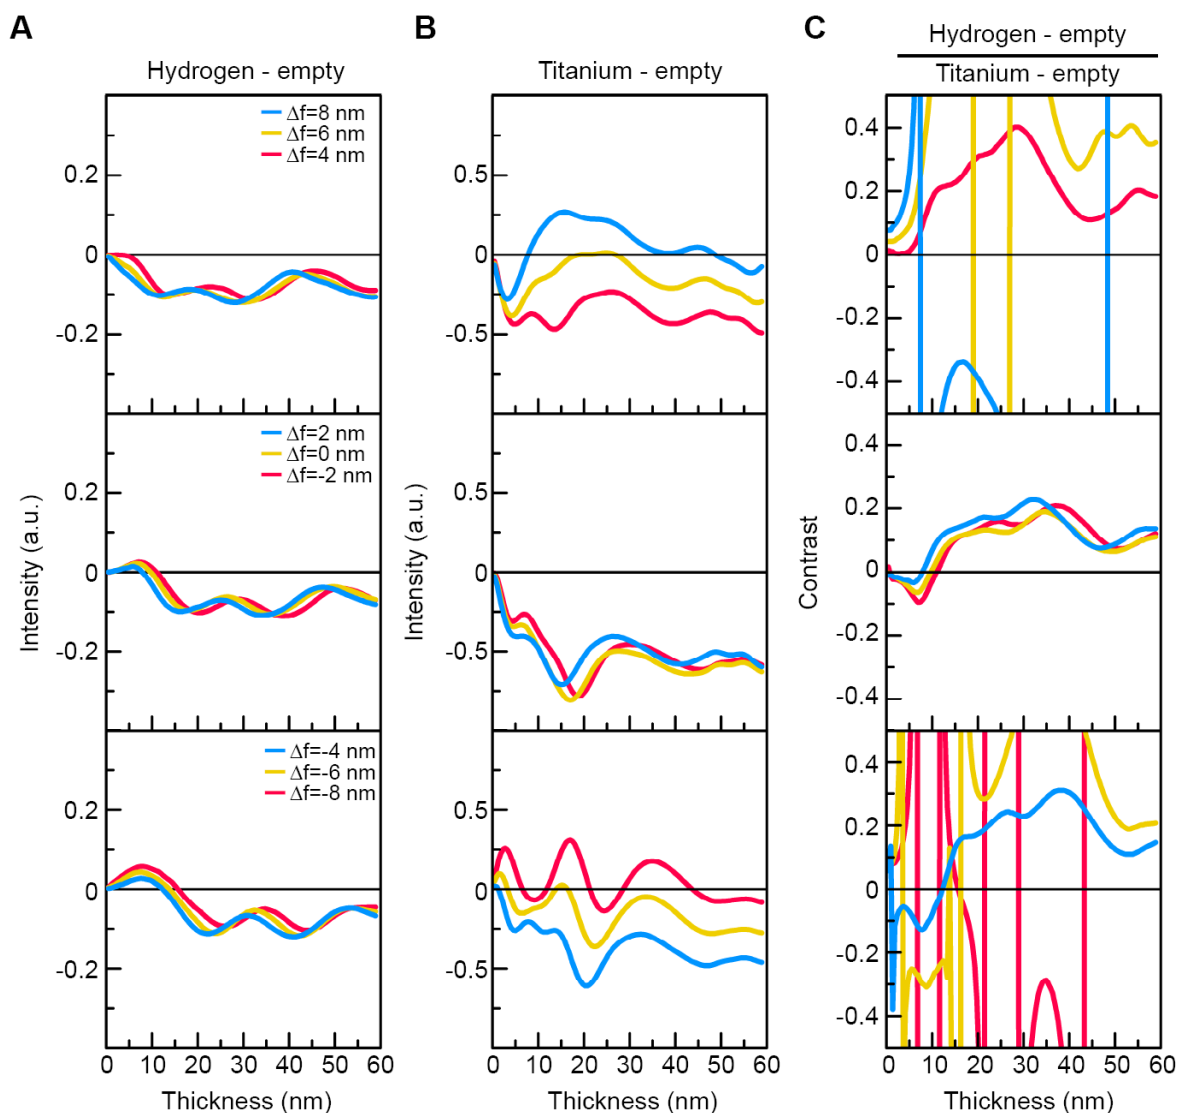 A
B
C
Hydrogen - empty
Titanium - empty
Hydrogen - empty
Titanium - empty
Δf=8 nm
Δf=6 nm
Δf=4 nm
0.2
0
-0.2
0.5
0
-0.5
0.4
0.2
0
-0.2
-0.4
Δf=2 nm
Δf=0 nm
Δf=-2 nm
0.2
0
-0.2
0.5
0
-0.5
0.4
0.2
0
-0.2
-0.4
Intensity (a.u.)
Intensity (a.u.)
Contrast
Δf=-4 nm
Δf=-6 nm
Δf=-8 nm
0.2
0
-0.2
0.5
0
-0.5
0.4
0.2
0
-0.2
-0.4
0 10 20 30 40 50 60
0 10 20 30 40 50 60
0 10 20 30 40 50 60
Thickness (nm)
Thickness (nm)
Thickness (nm)